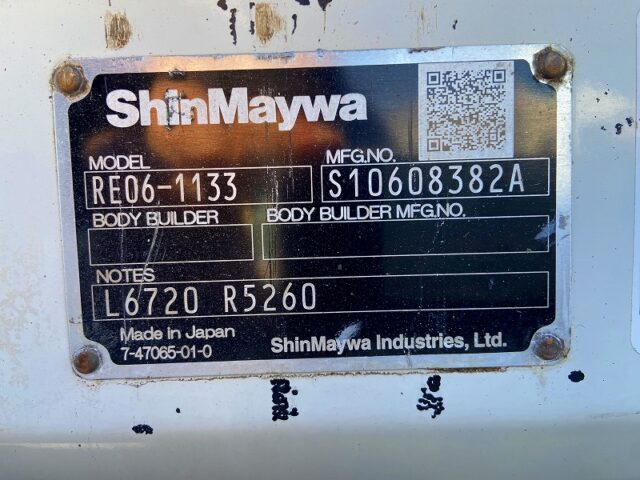 ShinMaywa
MODEL MFG.NO.
RE06-1133 S10608382A
BODY BUILDER BODY BUILDER MFG.NO.
NOTES
L6720 R5260
Made in Japan
7-47065-01-0 ShinMaywa Industries, Ltd.